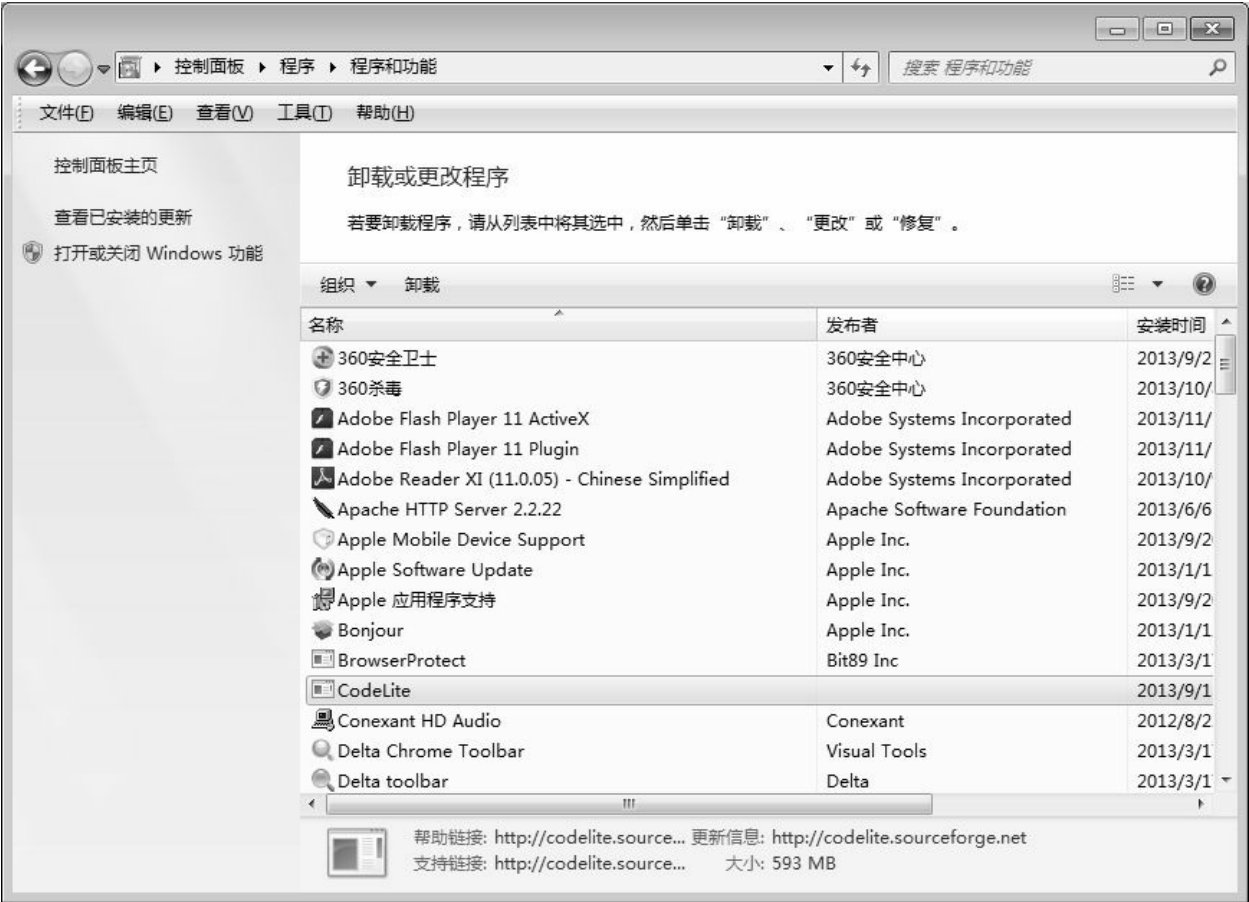 控制面板 ▸ 程序 ▸ 程序和功能 搜索 程序和功能
文件(F) 编辑(E) 查看(V) 工具(T) 帮助(H)
控制面板主页
查看已安装的更新
打开或关闭 Windows 功能
卸载或更改程序
若要卸载程序，请从列表中将其选中，然后单击“卸载”、“更改”或“修复”。
组织 卸载
名称 发布者 安装时间
360安全卫士 360安全中心 2013/9/2
360杀毒 360安全中心 2013/10/
Adobe Flash Player 11 ActiveX Adobe Systems Incorporated 2013/11/
Adobe Flash Player 11 Plugin Adobe Systems Incorporated 2013/11/
Adobe Reader XI (11.0.05) - Chinese Simplified Adobe Systems Incorporated 2013/10/
Apache HTTP Server 2.2.22 Apache Software Foundation 2013/6/6
Apple Mobile Device Support Apple Inc. 2013/9/2
Apple Software Update Apple Inc. 2013/1/1
Apple 应用程序支持 Apple Inc. 2013/9/2
Bonjour Apple Inc. 2013/1/1
BrowserProtect Bit89 Inc 2013/3/1
CodeLite 2013/9/1
Conexant HD Audio Conexant 2012/8/2
Delta Chrome Toolbar Visual Tools 2013/3/1
Delta toolbar Delta 2013/3/1
帮助链接: http://codelite.source... 更新信息: http://codelite.sourceforge.net
支持链接: http://codelite.source... 大小: 593 MB